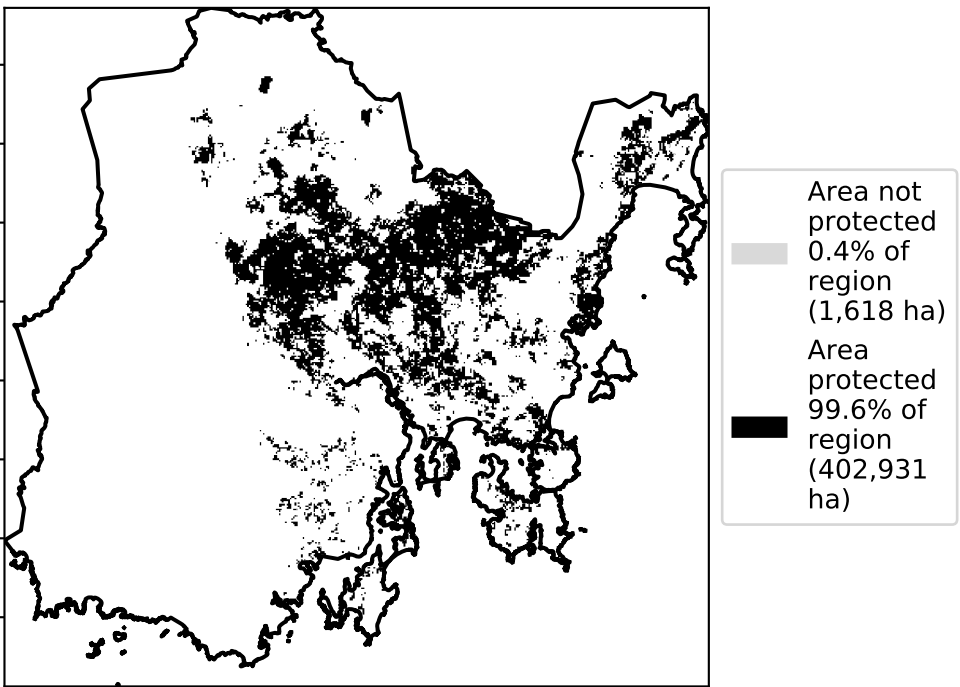 Area not
protected
0.4% of
region
(1,618 ha)
Area
protected
99.6% of
region
(402,931
ha)